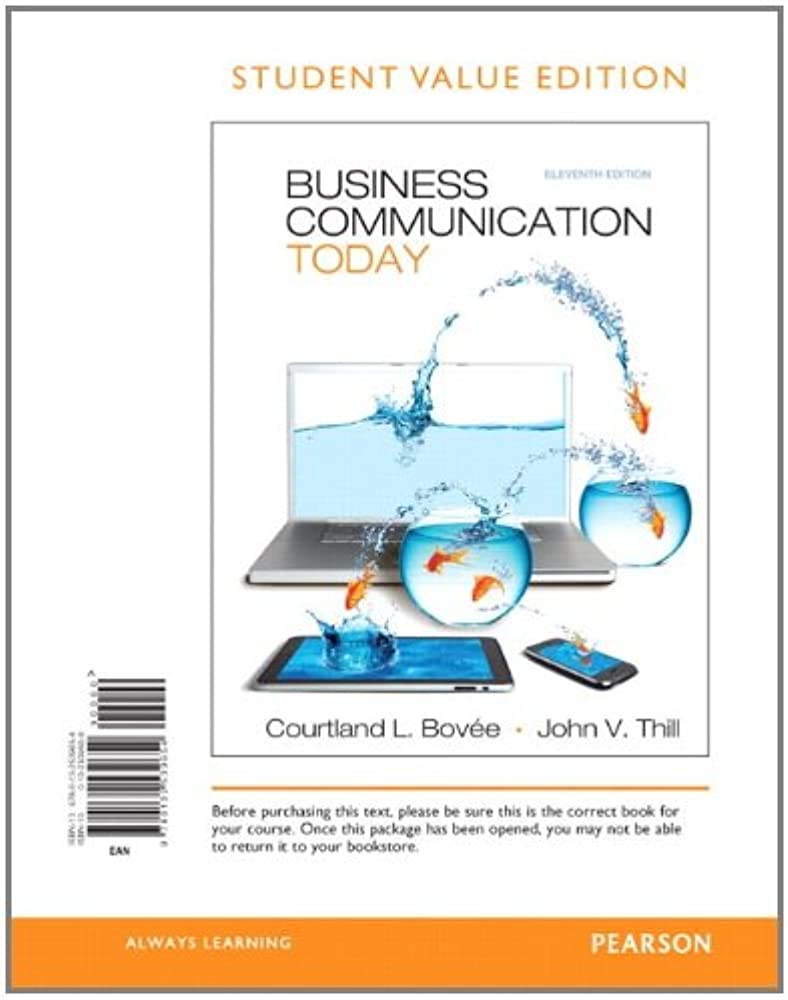 STUDENT VALUE EDITION
ELEVENTH EDITION
BUSINESS
COMMUNICATION
TODAY
Courtland L. Bovée • John V. Thill
Before purchasing this text, please be sure this is the correct book for
your course. Once this package has been opened, you may not be able
to return it to your bookstore.
90000
EAN
ALWAYS LEARNING
PEARSON